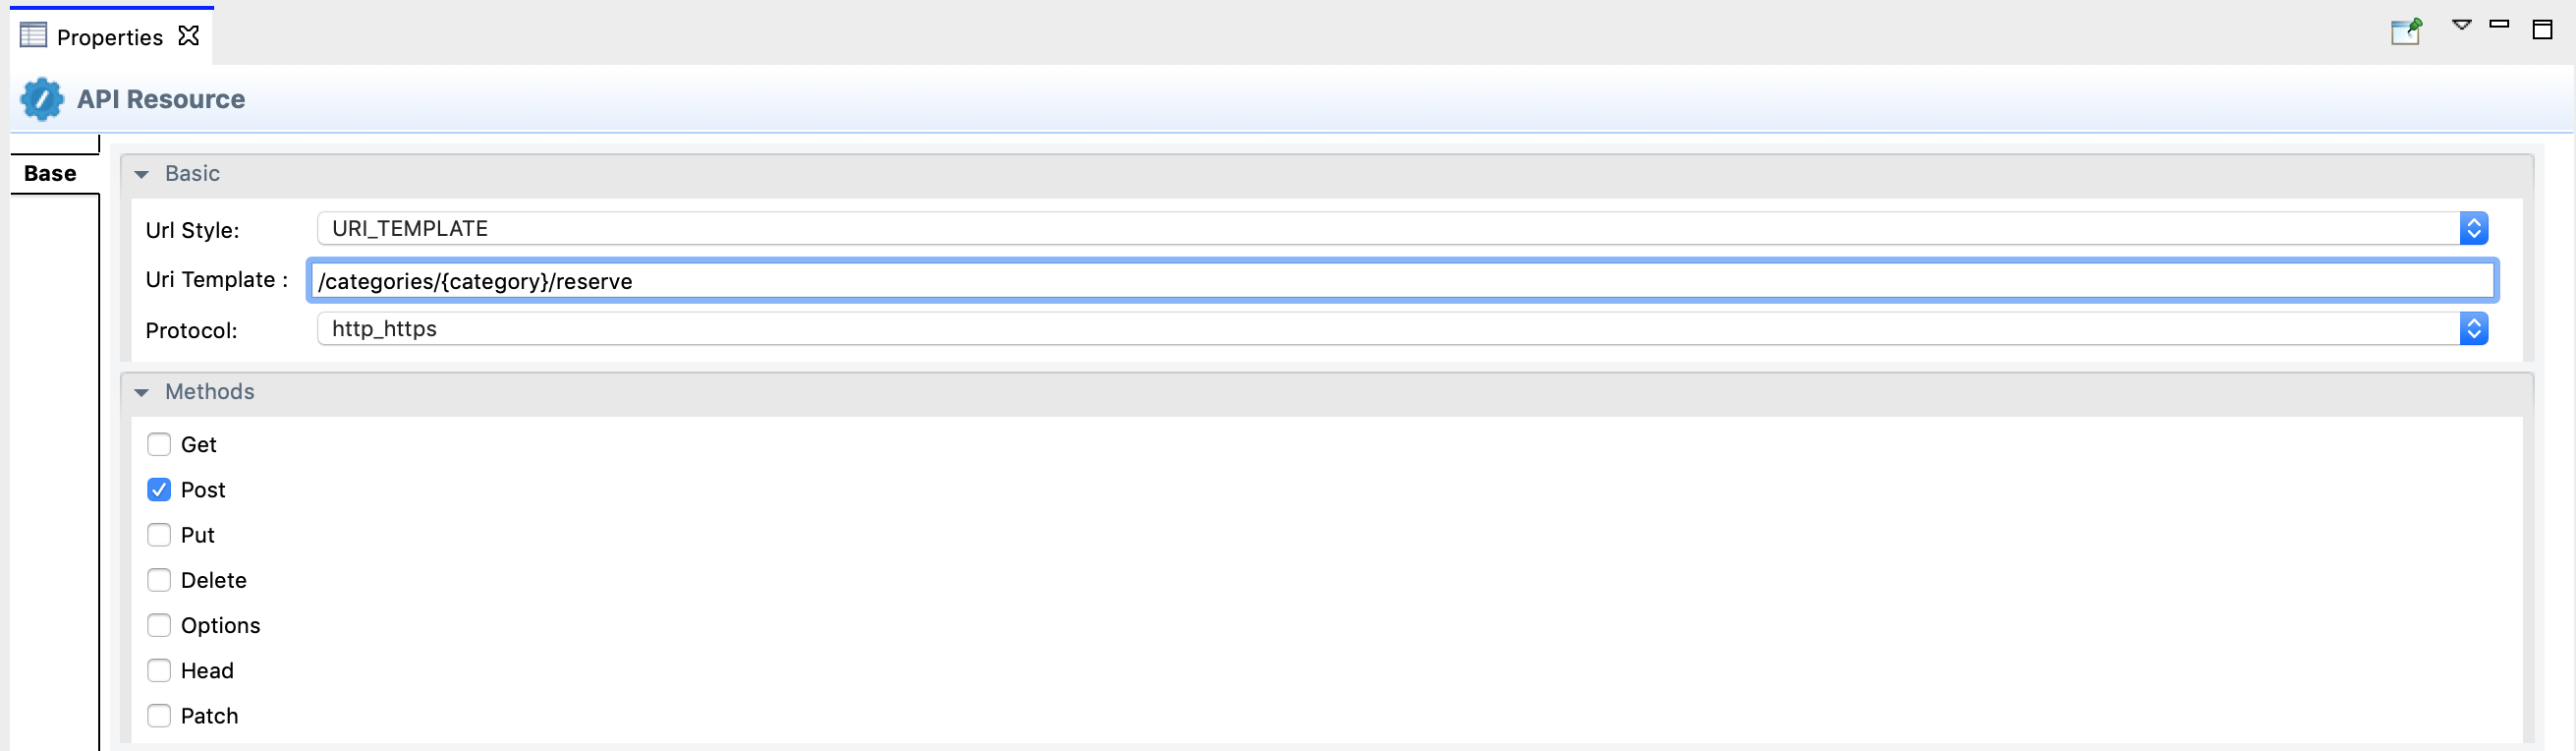 Properties
API Resource
Base
Basic
Url Style:
URI_TEMPLATE
Uri Template :
/categories/{category}/reserve
Protocol:
http_https
Methods
Get
Post
Put
Delete
Options
Head
Patch